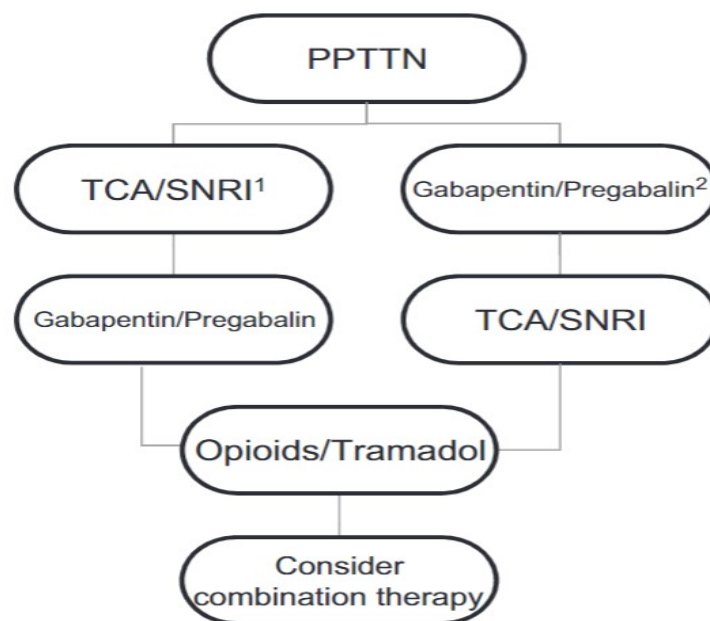 PPTTN
TCA/SNRI¹
Gabapentin/Pregabalin²
Gabapentin/Pregabalin
TCA/SNRI
Opioids/Tramadol
Consider
combination therapy